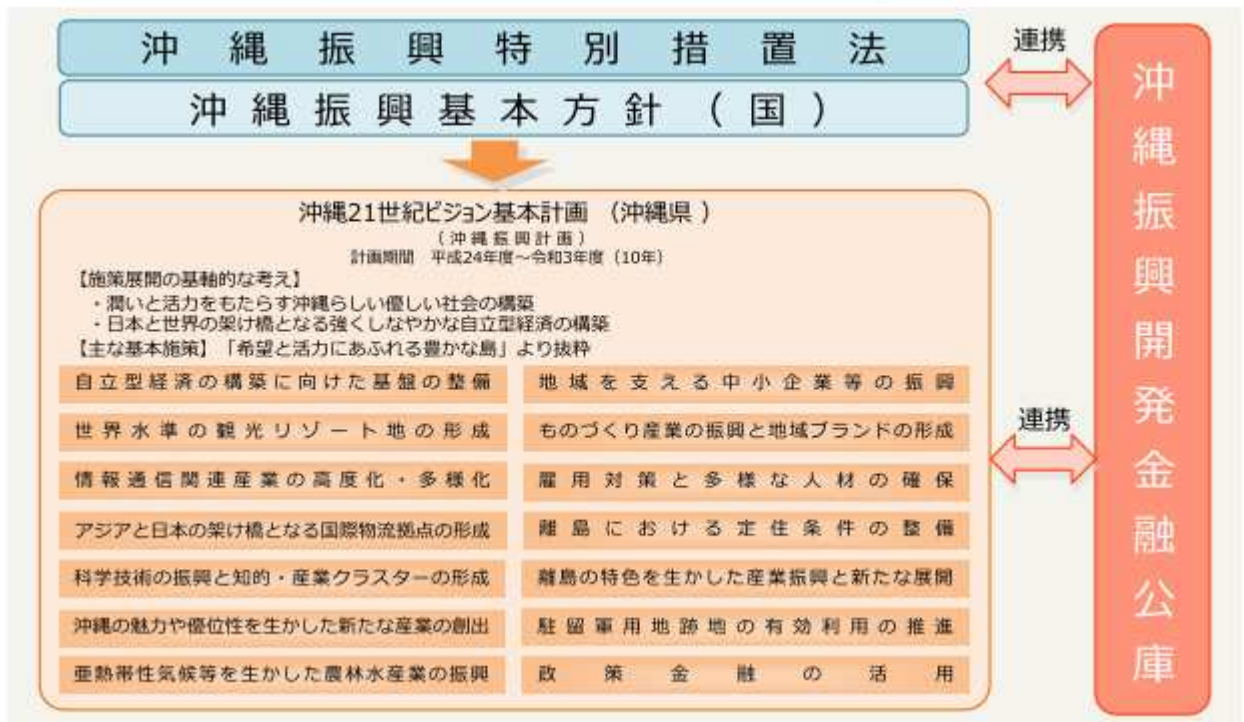 沖縄振興特別措置法
沖縄振興基本方針(国)
連携
沖縄21世紀ビジョン基本計画 (沖縄県)
(沖縄振興計画)
計画期間 平成24年度~令和3年度(10年)
【施策展開の基軸的な考え】
・潤いと活力をもたらす沖縄らしい優しい社会の構築
・日本と世界の架け橋となる強くしなやかな自立型経済の構築
【主な基本施策】「希望と活力にあふれる豊かな島」より抜粋
自立型経済の構築に向けた基盤の整備
世界水準の観光リゾート地の形成
情報通信関連産業の高度化・多様化
アジアと日本の架け橋となる国際物流拠点の形成
科学技術の振興と知的・産業クラスターの形成
沖縄の魅力や優位性を生かした新たな産業の創出
亜熱帯性気候等を生かした農林水産業の振興
地域を支える中小企業等の振興
ものづくり産業の振興と地域ブランドの形成
雇用対策と多様な人材の確保
離島における定住条件の整備
離島の特色を生かした産業振興と新たな展開
駐留軍用地跡地の有効利用の推進
政策金融の活用
連携
沖縄振興開発金融公庫